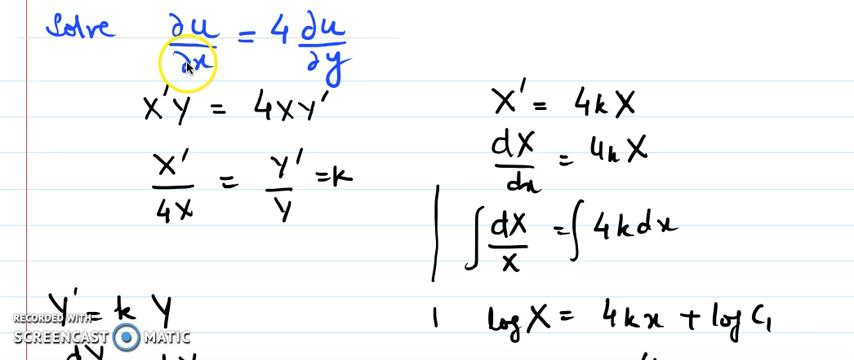 Solve ∂u/∂x = 4 ∂u/∂y
X'Y = 4XY'
X'/4X = Y'/Y = k
Y' = k Y
dY
X' = 4kX
dX/dx = 4kX
∫ dX/X = ∫ 4k dx
log X = 4kx + log C₁
RECORDED WITH
SCREENCAST MATIC